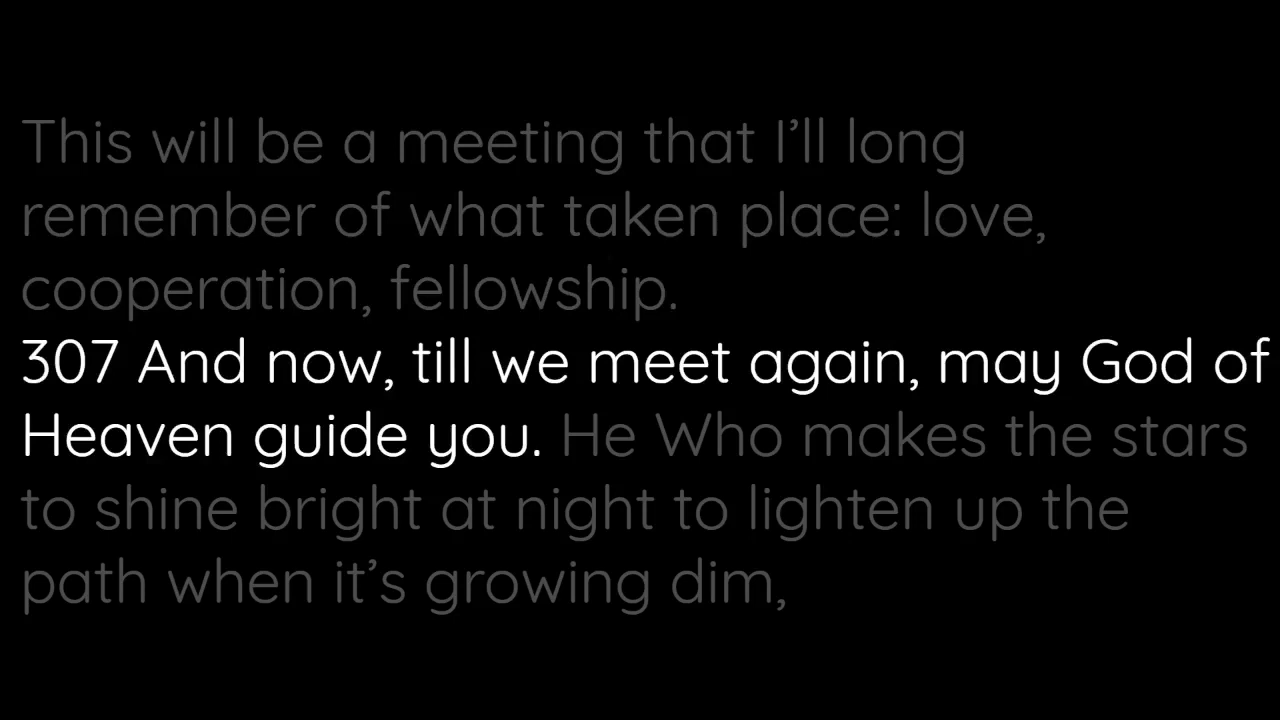 This will be a meeting that I’ll long
remember of what taken place: love,
cooperation, fellowship.
307 And now, till we meet again, may God of
Heaven guide you. He Who makes the stars
to shine bright at night to lighten up the
path when it’s growing dim,